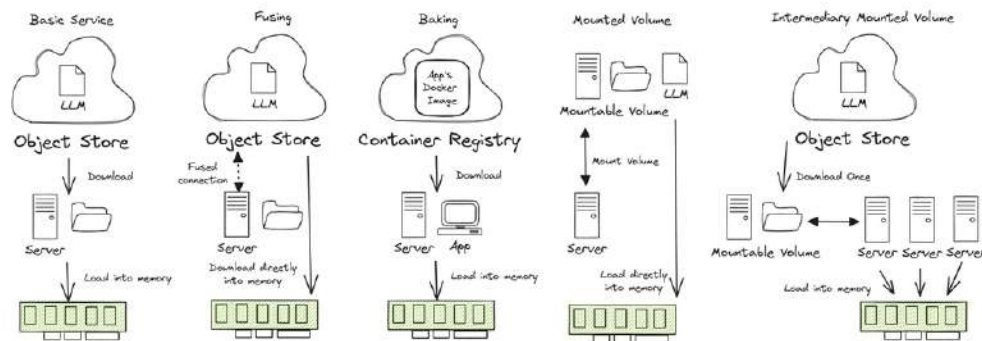 Basic Service
LLM
Object Store
Download
Server
Load into memory
Fusing
LLM
Object Store
Fused
connection
Server
Download directly
into memory
Baking
App's
Docker
Image
Container Registry
Download
Server
App
Load into memory
Mounted Volume
LLM
Mountable Volume
Mount Volume
Server
Load directly
into memory
Intermediary Mounted Volume
LLM
Object Store
Download Once
Mountable Volume
Server
Server
Server
Load into memory